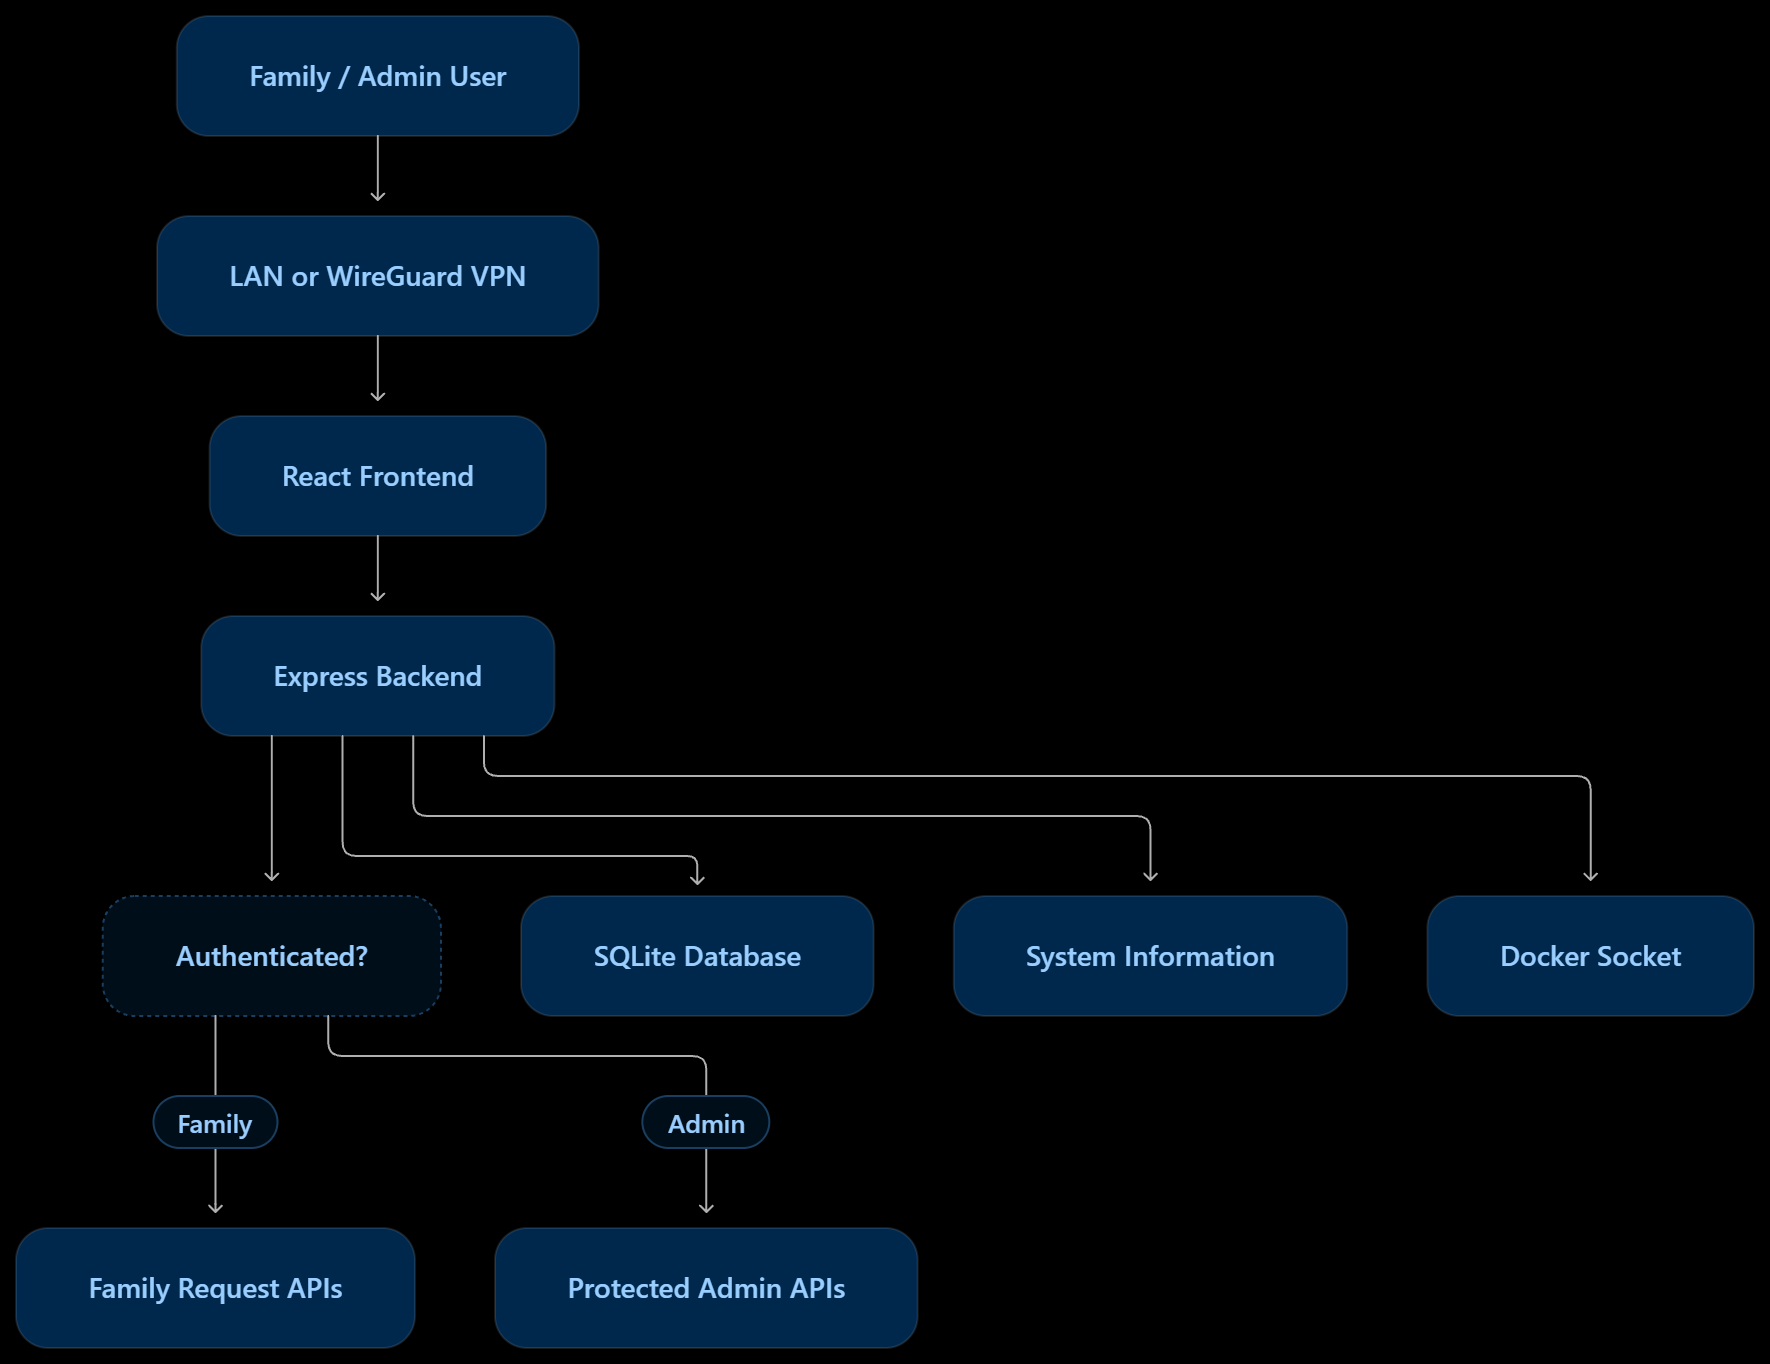 Family / Admin User
LAN or WireGuard VPN
React Frontend
Express Backend
Authenticated?
SQLite Database
System Information
Docker Socket
Family
Admin
Family Request APIs
Protected Admin APIs